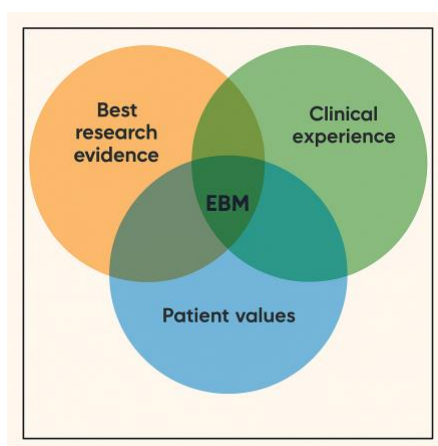 Best
research
evidence
Clinical
experience
EBM
Patient values